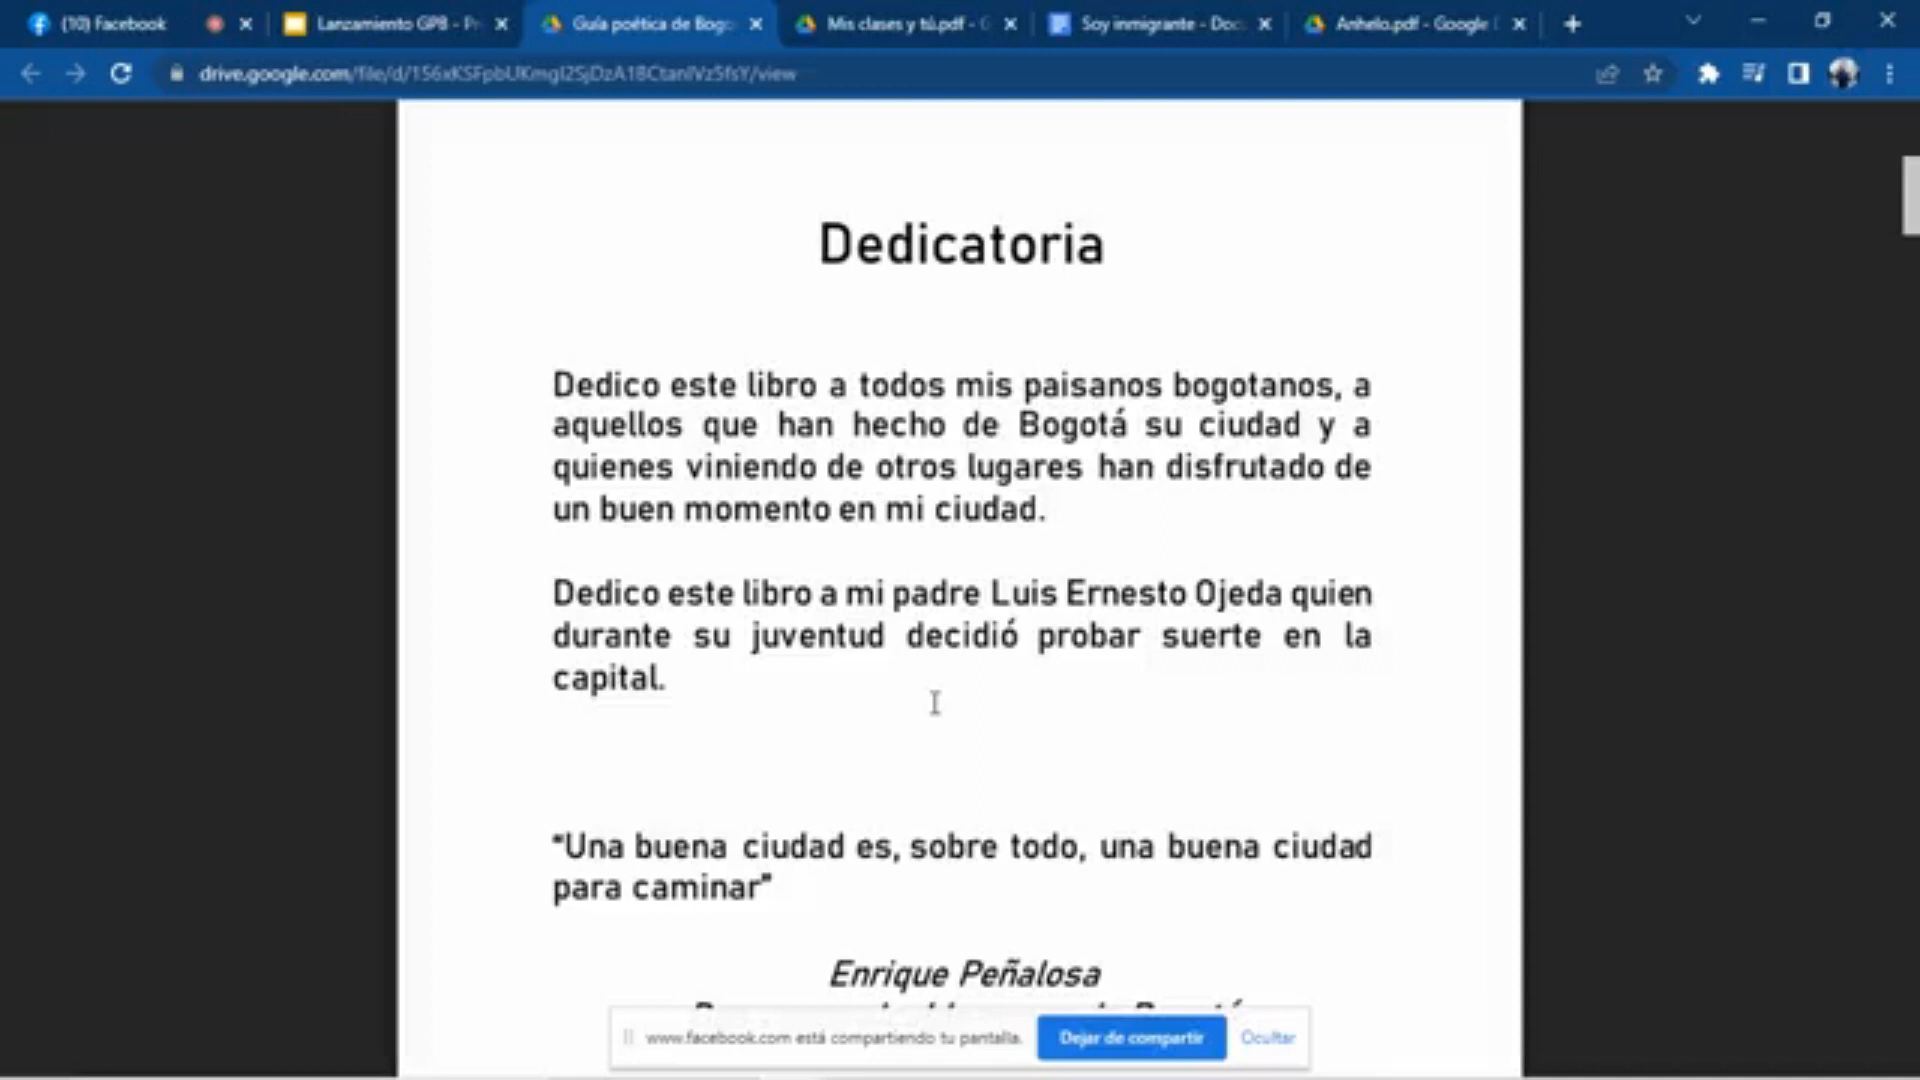 (10) Facebook
Lanzamiento GPB - Pr
Guía poética de Bogo
Mis clases y tú.pdf - G
Soy inmigrante - Doc
Anhelo.pdf - Google
drive.google.com/file/d/
/view
Dedicatoria
Dedico este libro a todos mis paisanos bogotanos, a
aquellos que han hecho de Bogotá su ciudad y a
quienes viniendo de otros lugares han disfrutado de
un buen momento en mi ciudad.
Dedico este libro a mi padre Luis Ernesto Ojeda quien
durante su juventud decidió probar suerte en la
capital.
"Una buena ciudad es, sobre todo, una buena ciudad
para caminar"
Enrique Peñalosa
www.facebook.com está compartiendo tu pantalla.
Dejar de compartir
Ocultar